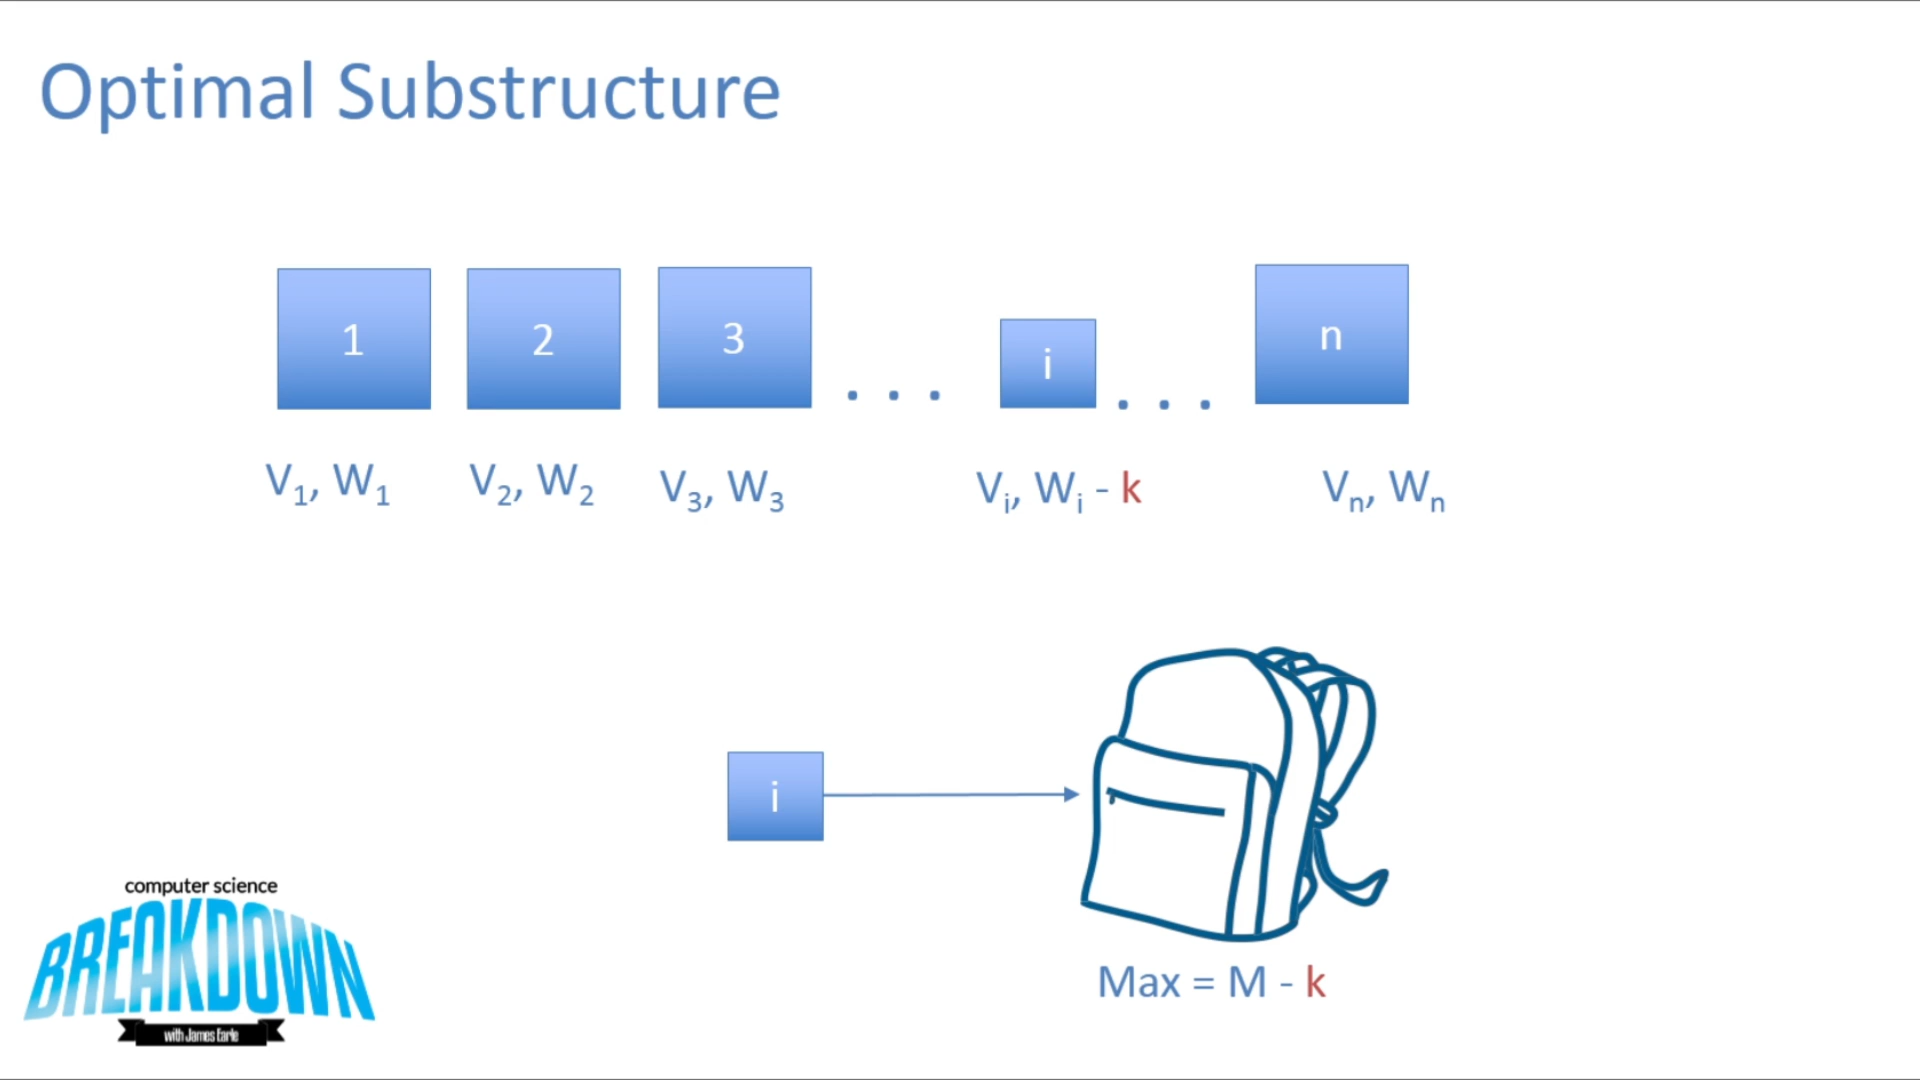 Optimal Substructure
1 2 3 . . . i . . . n
V₁, W₁ V₂, W₂ V₃, W₃ Vᵢ, Wᵢ - k Vₙ, Wₙ
i
Max = M - k
computer science
BREAKDOWN
with James Earle